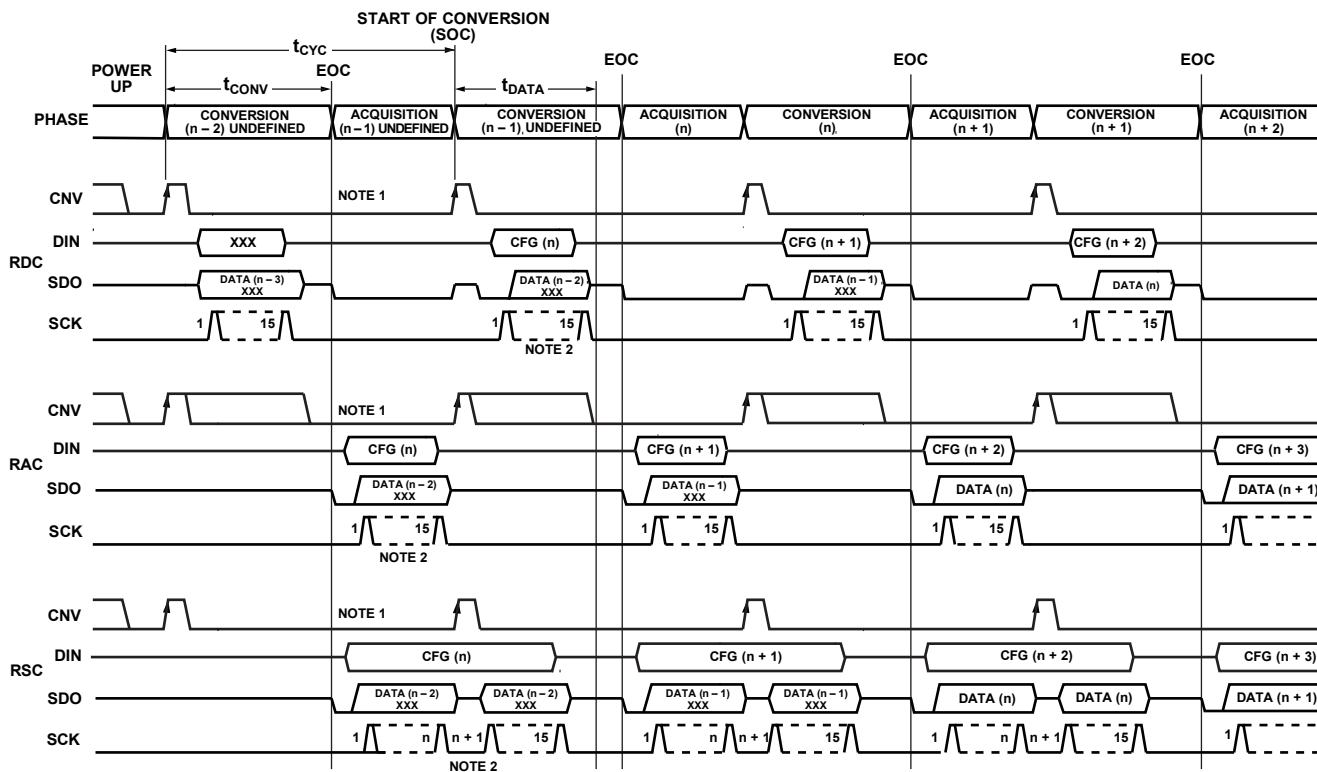 START OF CONVERSION
(SOC)
tCYC
POWER
UP
EOC
EOC
EOC
EOC
tCONV
tDATA
PHASE
CONVERSION
(n – 2) UNDEFINED
ACQUISITION
(n – 1) UNDEFINED
CONVERSION
(n – 1) UNDEFINED
ACQUISITION
(n)
CONVERSION
(n)
ACQUISITION
(n + 1)
CONVERSION
(n + 1)
ACQUISITION
(n + 2)
CNV
NOTE 1
RDC
DIN
XXX
CFG (n)
CFG (n + 1)
CFG (n + 2)
SDO
DATA (n – 3)
XXX
DATA (n – 2)
XXX
DATA (n – 1)
XXX
DATA (n)
SCK
1 15
1 15
1 15
1 15
NOTE 2
CNV
NOTE 1
RAC
DIN
CFG (n)
CFG (n + 1)
CFG (n + 2)
CFG (n + 3)
SDO
DATA (n – 2)
XXX
DATA (n – 1)
XXX
DATA (n)
DATA (n + 1)
SCK
1 15
1 15
1 15
1
NOTE 2
CNV
NOTE 1
RSC
DIN
CFG (n)
CFG (n + 1)
CFG (n + 2)
CFG (n + 3)
SDO
DATA (n – 2)
XXX
DATA (n – 2)
XXX
DATA (n – 1)
XXX
DATA (n – 1)
XXX
DATA (n)
DATA (n)
DATA (n + 1)
SCK
1 n n + 1 15
1 n n + 1 15
1 n n + 1 15
1
NOTE 2